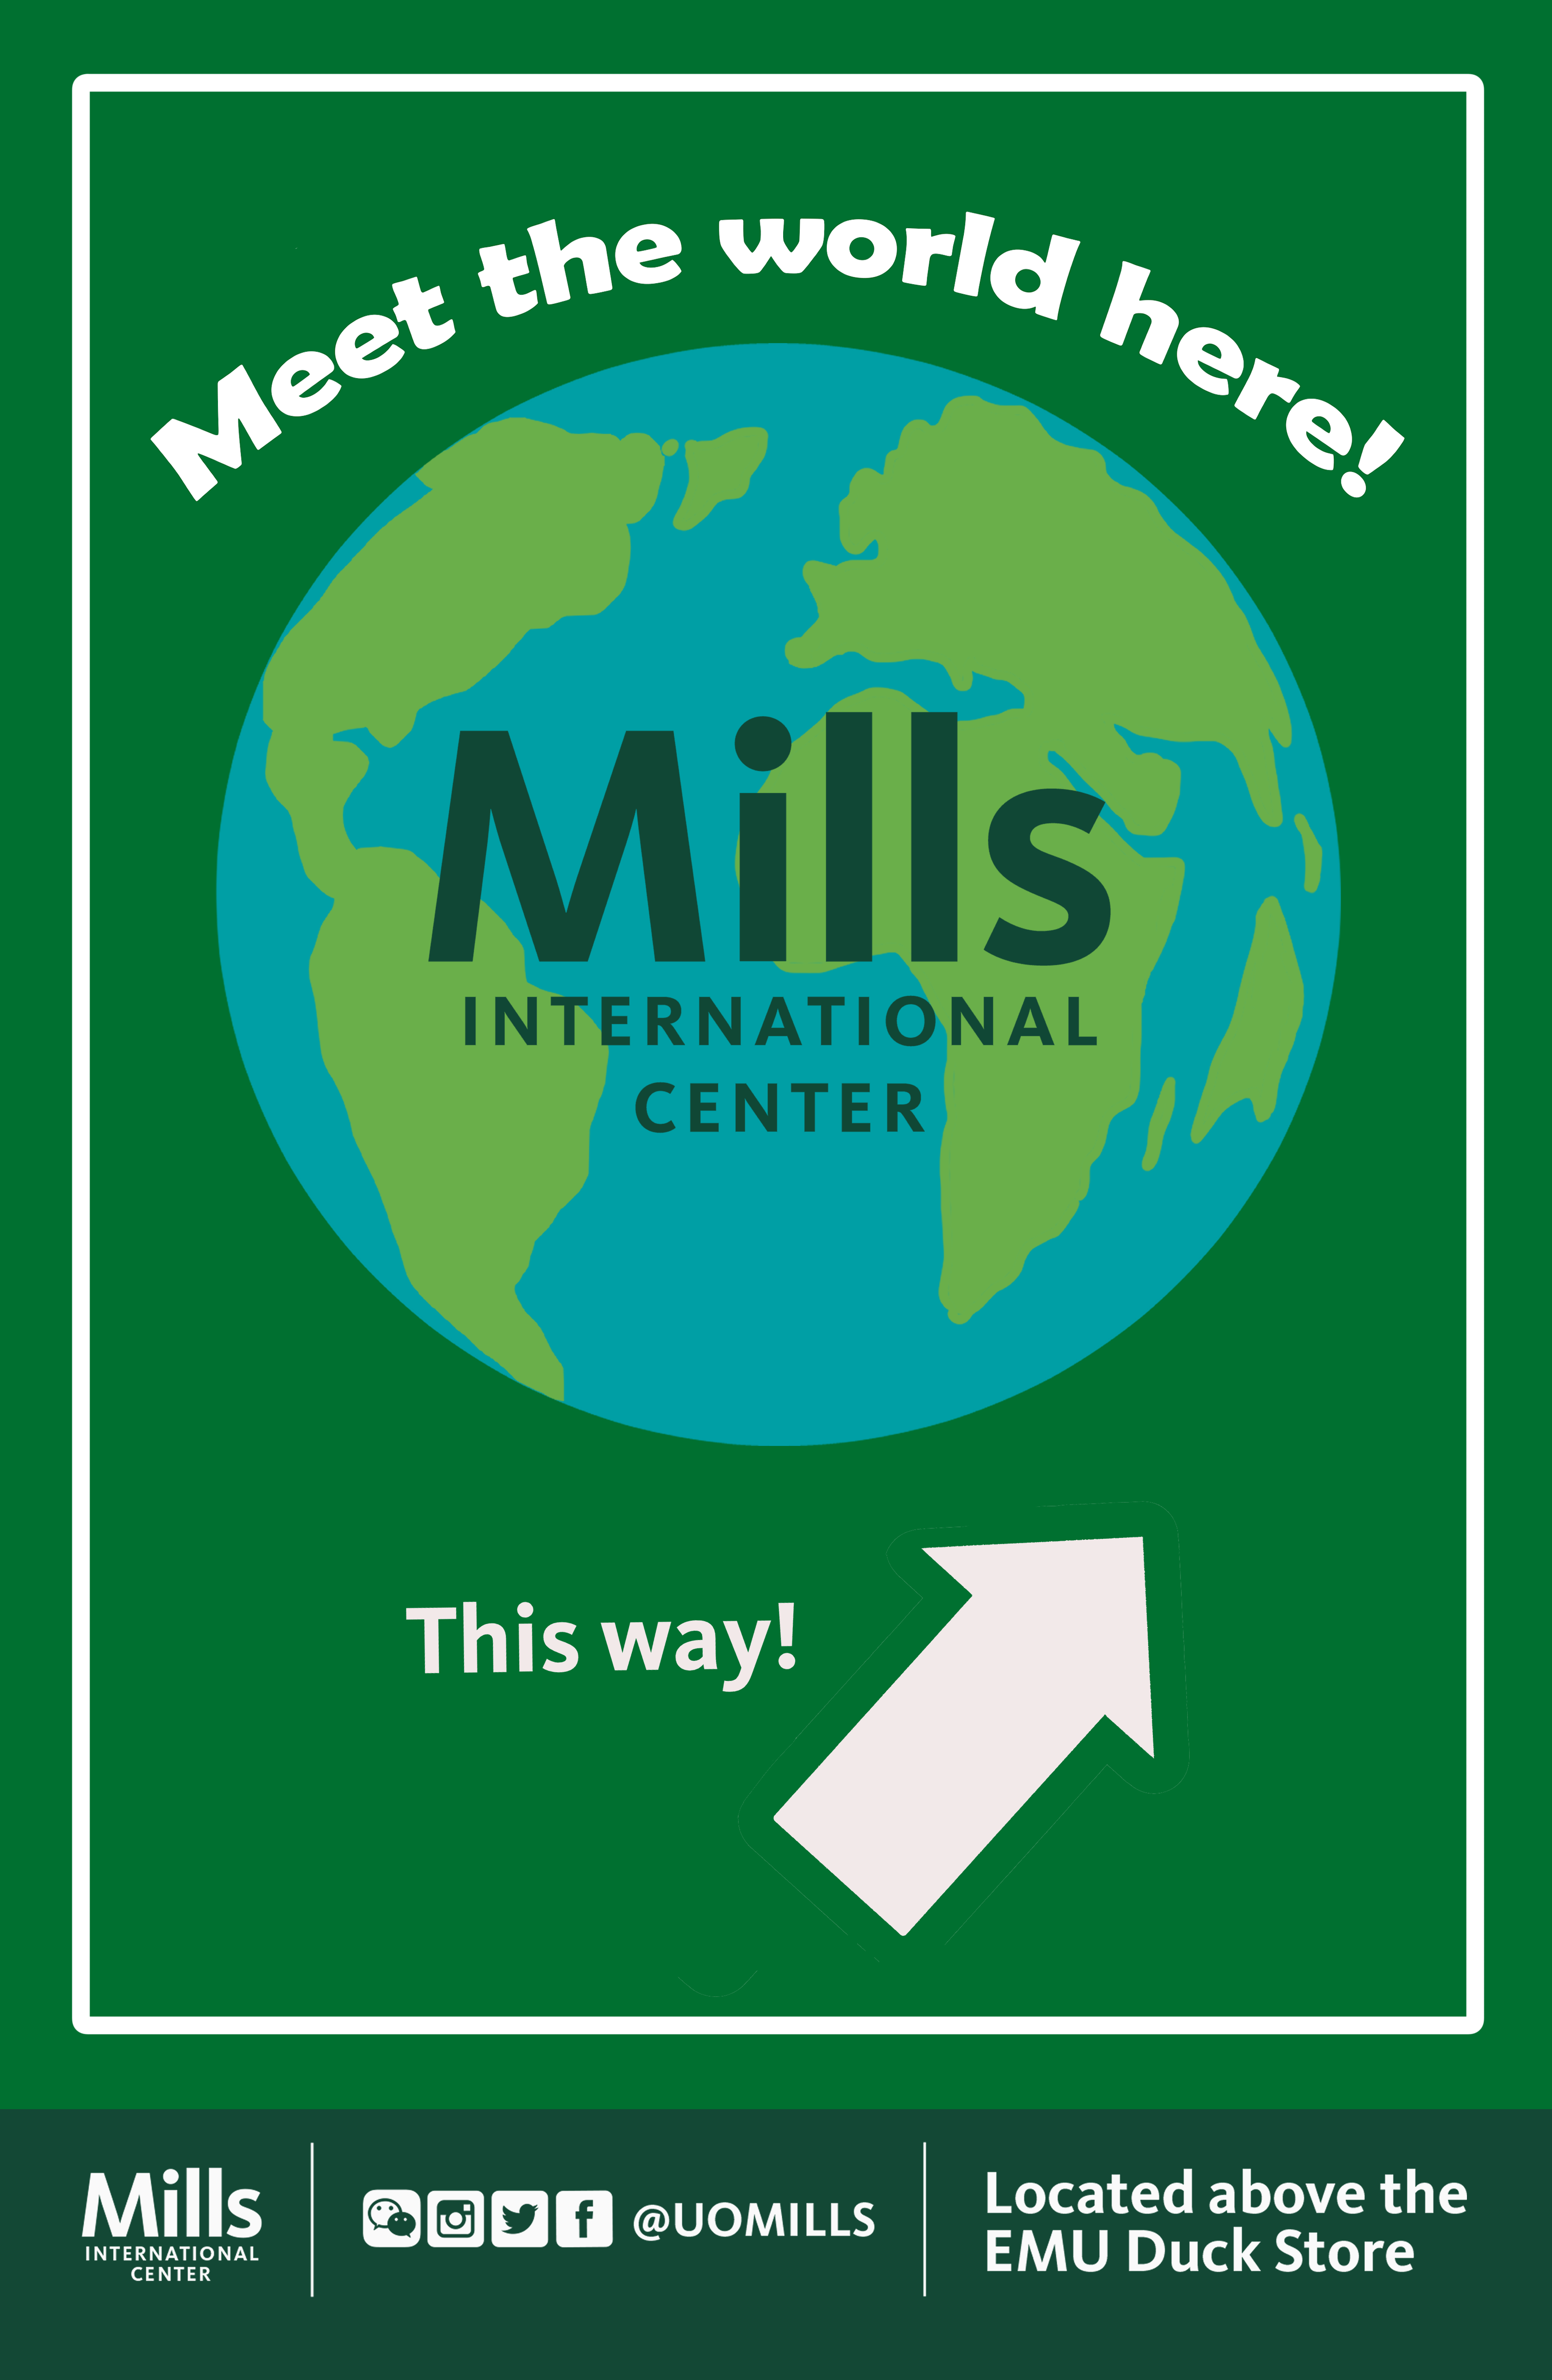 Meet the world here!
Mills
INTERNATIONAL
CENTER
This way!
Mills
INTERNATIONAL
CENTER
@UOMILLS
Located above the
EMU Duck Store